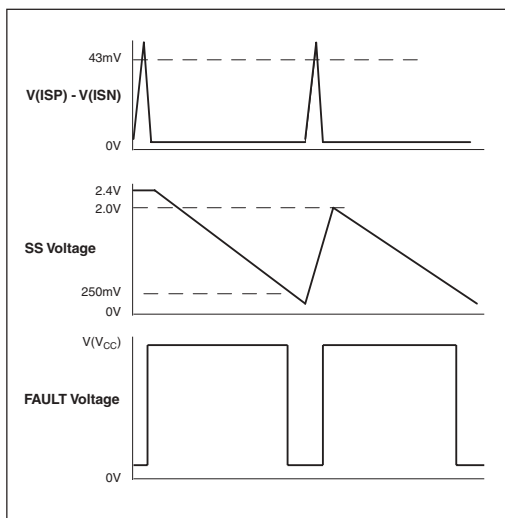 43mV
V(ISP) - V(ISN)
0V
2.4V
2.0V
SS Voltage
250mV
0V
V(VCC)
FAULT Voltage
0V